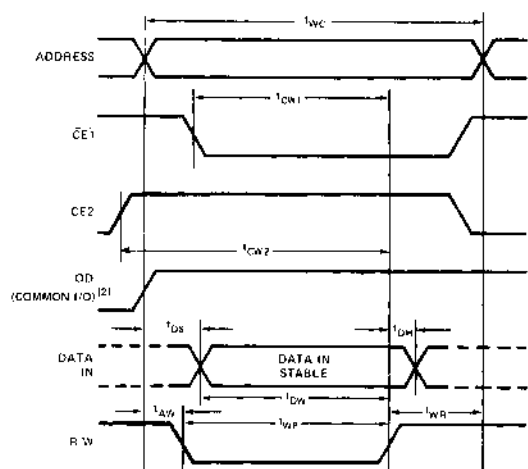 tWC
ADDRESS
tCW1
CE1
CE2
tCW2
OD
(COMMON I/O)[2]
tDS
tDH
DATA
IN
DATA IN
STABLE
tDW
tAW
tWP
tWR
R/W